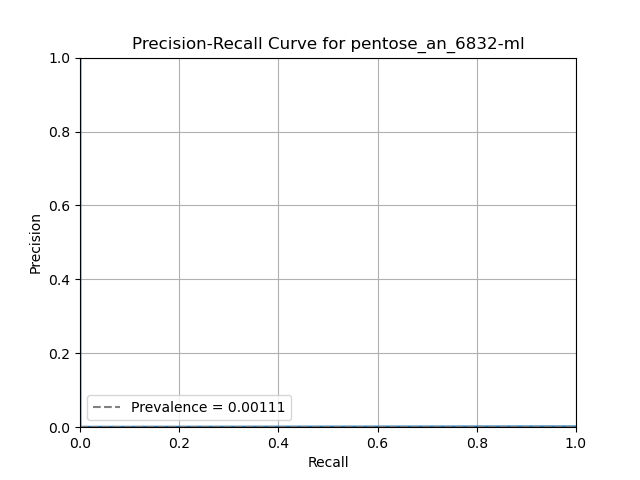 Precision-Recall Curve for pentose_an_6832-ml
1.0
0.8
0.6
0.4
0.2
0.0
Precision
Prevalence = 0.00111
0.0 0.2 0.4 0.6 0.8 1.0
Recall